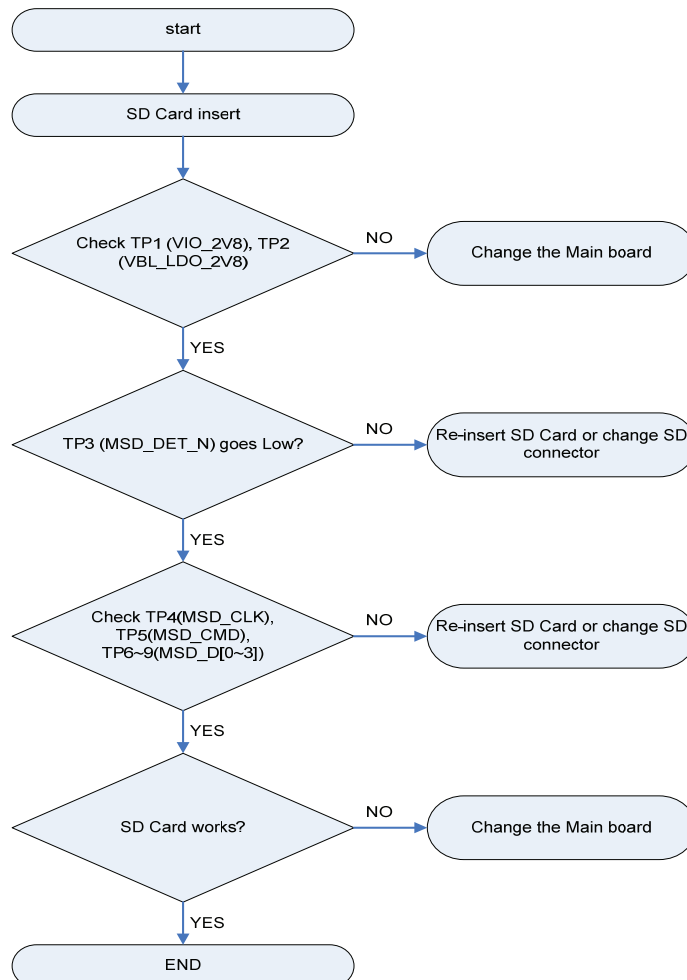 start
SD Card insert
Check TP1 (VIO_2V8), TP2
(VBL_LDO_2V8)
NO
Change the Main board
YES
TP3 (MSD_DET_N) goes Low?
NO
Re-insert SD Card or change SD
connector
YES
Check TP4(MSD_CLK),
TP5(MSD_CMD),
TP6~9(MSD_D[0~3])
NO
Re-insert SD Card or change SD
connector
YES
SD Card works?
NO
Change the Main board
YES
END